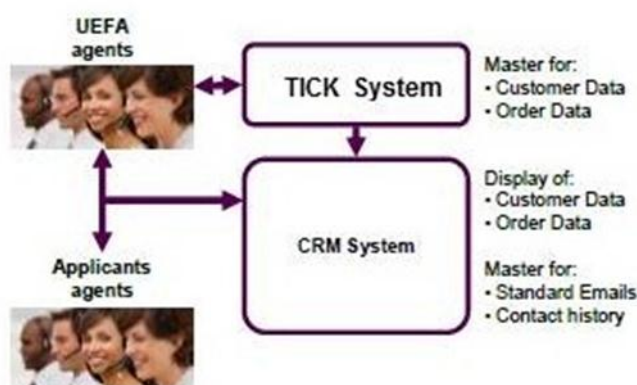 UEFA
agents
TICK System
Master for:
• Customer Data
• Order Data
CRM System
Display of:
• Customer Data
• Order Data
Master for:
• Standard Emails
• Contact history
Applicants
agents